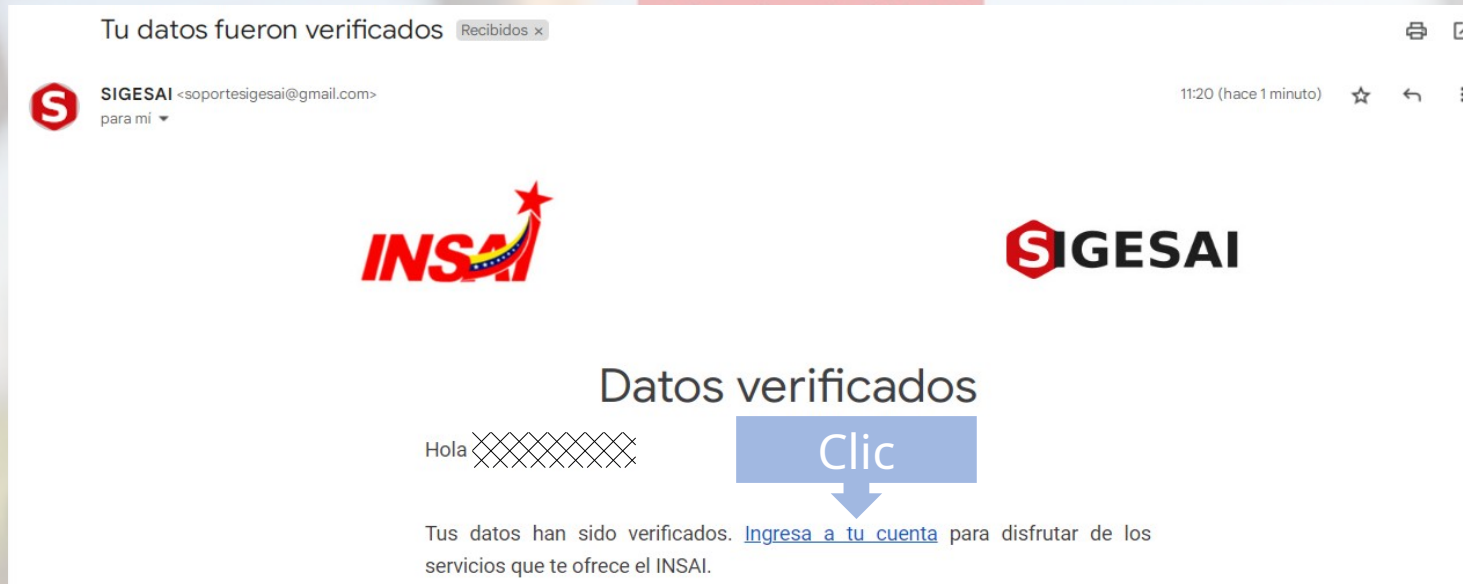 Tu datos fueron verificados Recibidos ×
SIGESAI <soportesigesai@gmail.com> 11:20 (hace 1 minuto)
para mí
S
INSAI
SIGESAI
Datos verificados
Clic
Hola
Tus datos han sido verificados. Ingresa a tu cuenta para disfrutar de los
servicios que te ofrece el INSAI.